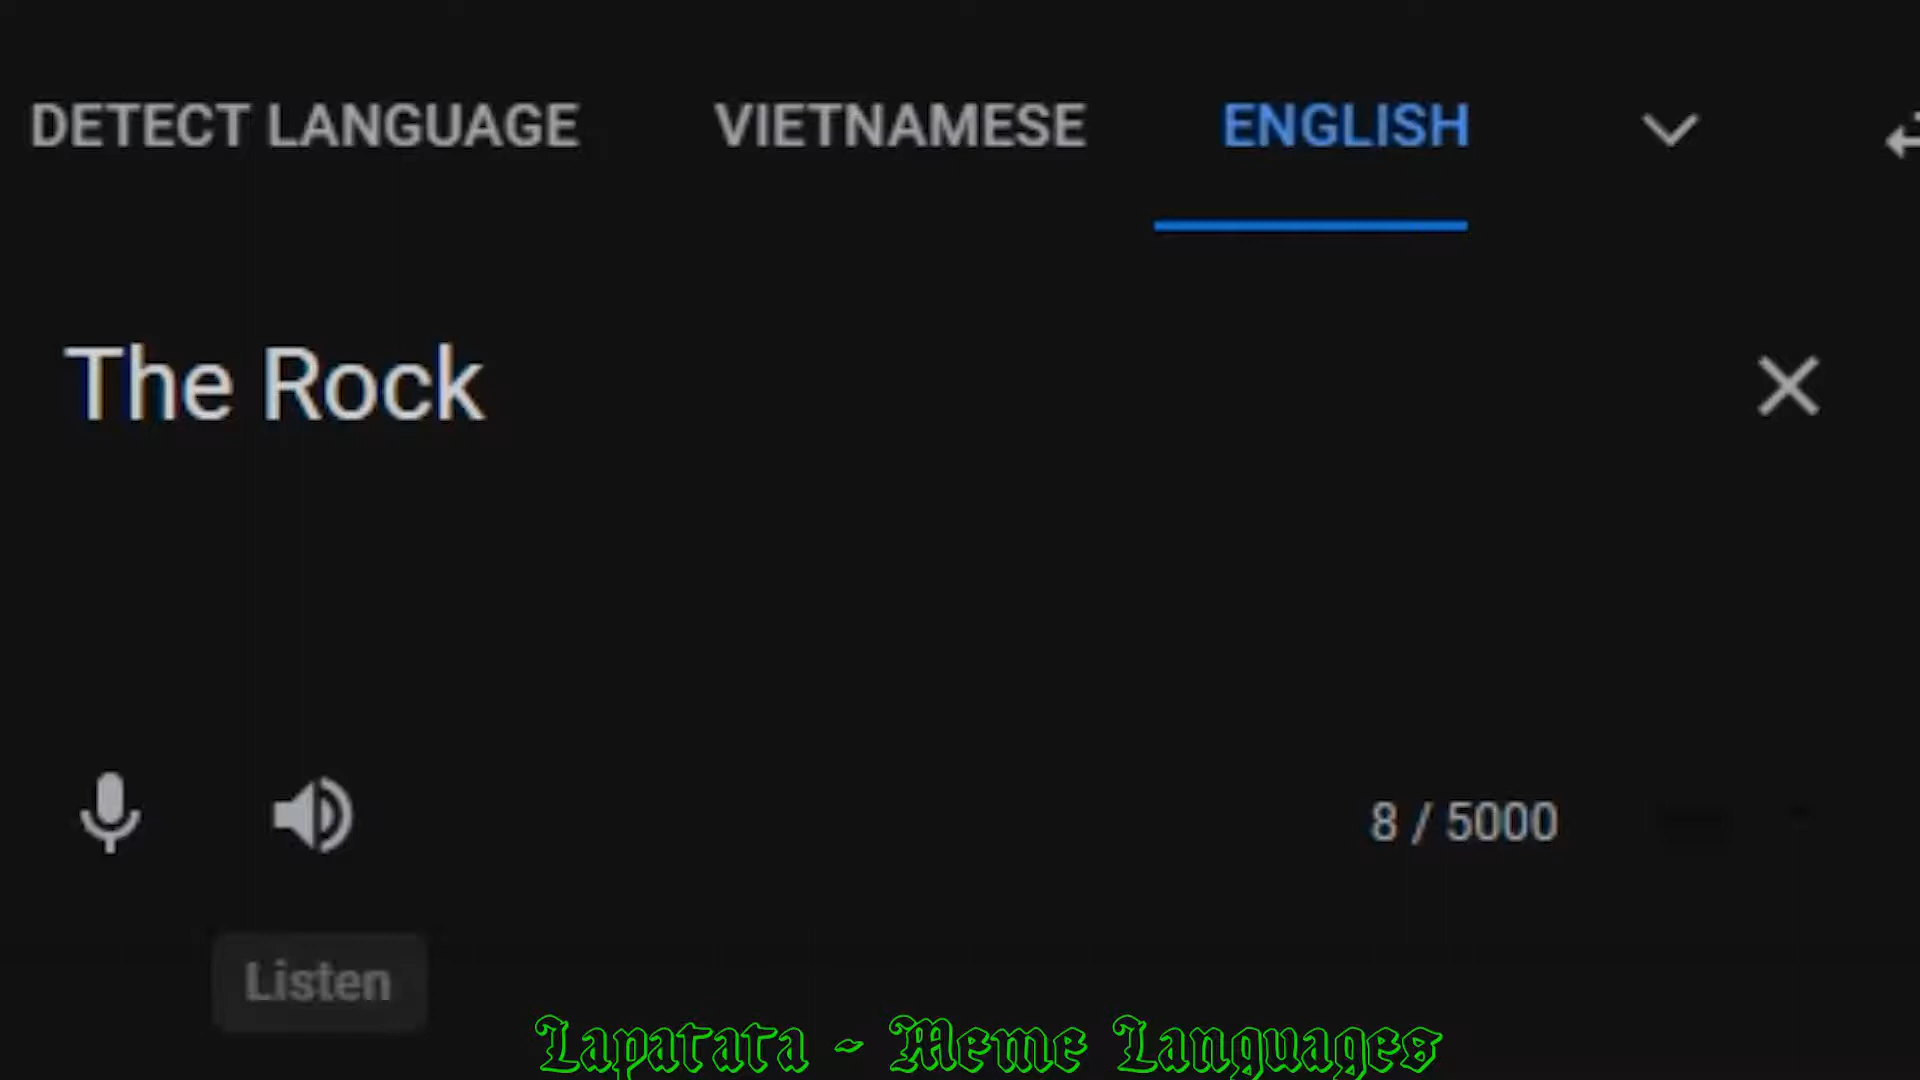 DETECT LANGUAGE VIETNAMESE ENGLISH
The Rock
8 / 5000
Listen
Lapatata - Meme Languages